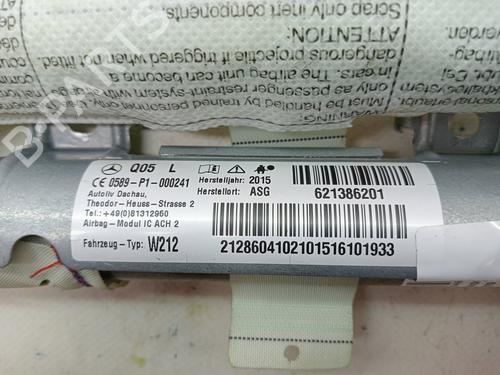 Scrap only inert components.
ATTENTION:
dangerous projectile if triggered when not fitted.
in cars. The airbag unit can become a
only as passenger restraint-system
Must be handled by trained personnel only,
Airbag-
B-PARTS
Q05 L
CE 0589-P1-000241
Autoliv Dachau,
Theodor-Heuss-Strasse 2
Tel.: +49(0)81312960
Airbag-Modul IC ACH 2
Fahrzeug-Typ: W212
Herstelljahr: 2015
Herstellort: ASG
621386201
2128604102101516101933